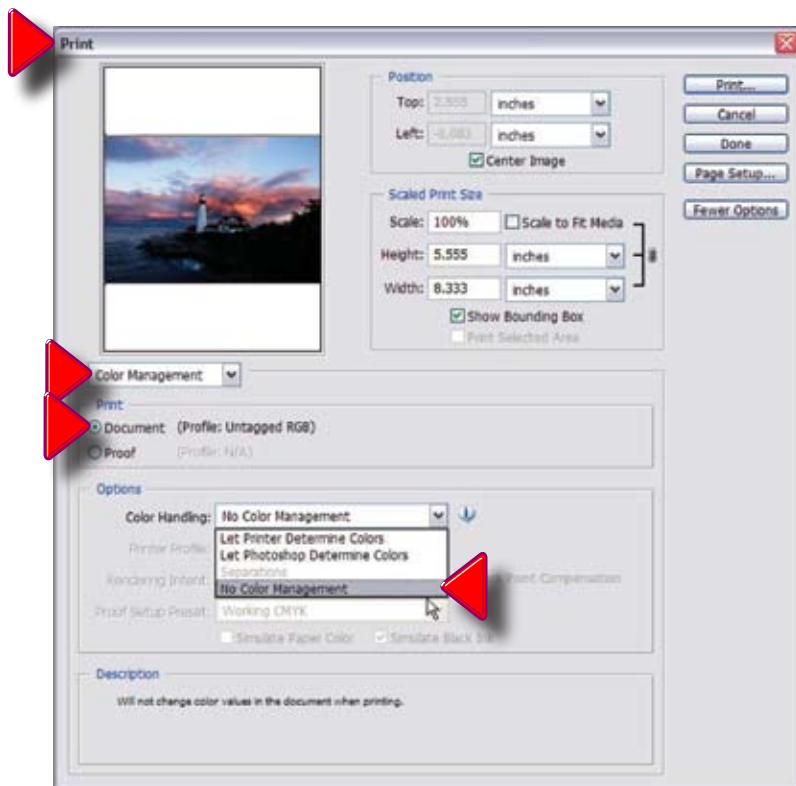 Print
Position
Top: 2.555 inches
Left: -0.083 inches
Center Image
Scaled Print Size
Scale: 100% Scale to Fit Media
Height: 5.555 inches
Width: 8.333 inches
Show Bounding Box
Print Selected Area
Print...
Cancel
Done
Page Setup...
Fewer Options
Color Management
Print
Document (Profile: Untagged RGB)
Proof (Profile: N/A)
Options
Color Handling: No Color Management
Let Printer Determine Colors
Let Photoshop Determine Colors
Separations
No Color Management
Printer Profile:
Rendering Intent: Point Compensation
Proof Setup Preset: Working CMYK
Simulate Paper Color Simulate Black Ink
Description
Will not change color values in the document when printing.